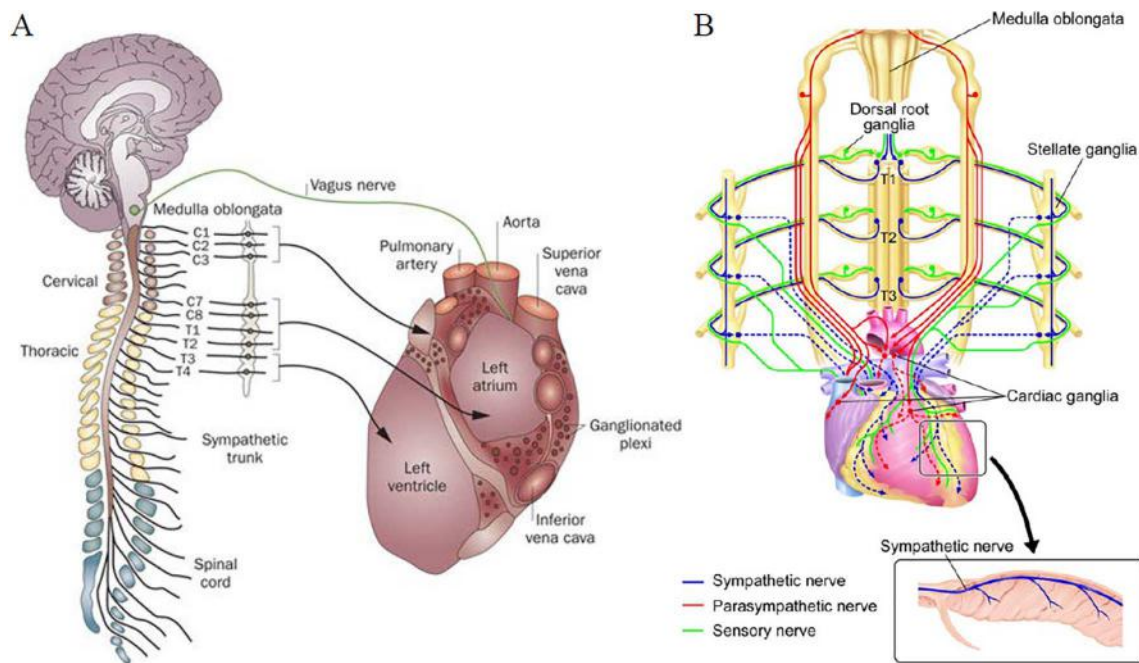 A
Vagus nerve
Medulla oblongata
C1
C2
C3
Cervical
C7
C8
T1
T2
Thoracic
T3
T4
Sympathetic
trunk
Spinal
cord
Pulmonary
artery
Aorta
Superior
vena cava
Left
atrium
Ganglionated
plexi
Left
ventricle
Inferior
vena cava
B
Medulla oblongata
Dorsal root
ganglia
Stellate ganglia
T1
T2
T3
Cardiac ganglia
Sympathetic nerve
Sympathetic nerve
Parasympathetic nerve
Sensory nerve